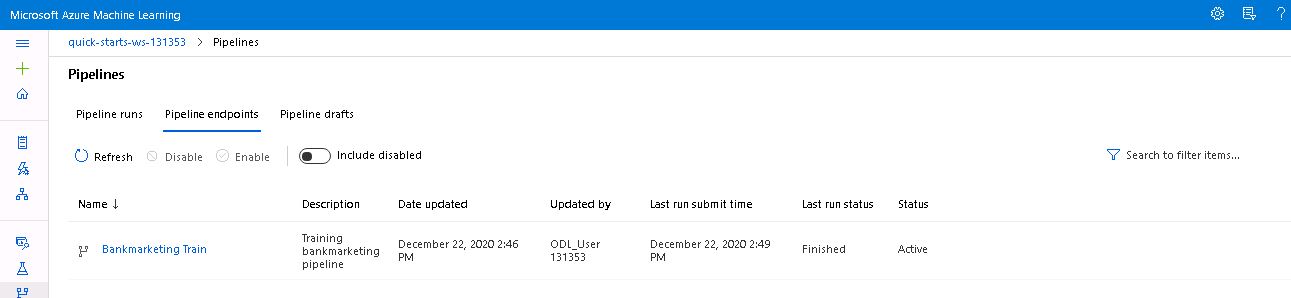 Microsoft Azure Machine Learning
?
quick-starts-ws-131353 > Pipelines
Pipelines
Pipeline runs Pipeline endpoints Pipeline drafts
Refresh Disable Enable Include disabled Search to filter items...
Name ↓ Description Date updated Updated by Last run submit time Last run status Status
Bankmarketing Train
Training
bankmarketing
pipeline
December 22, 2020 2:46
PM
ODL_User
131353
December 22, 2020 2:49
PM
Finished
Active